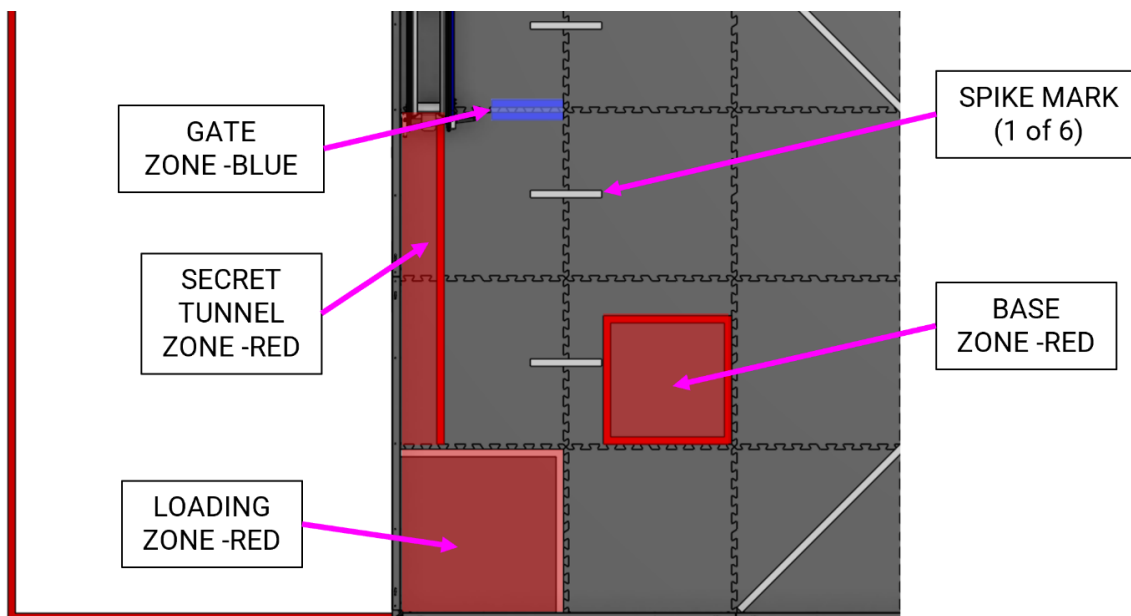 GATE
ZONE -BLUE
SPIKE MARK
(1 of 6)
SECRET
TUNNEL
ZONE -RED
BASE
ZONE -RED
LOADING
ZONE -RED